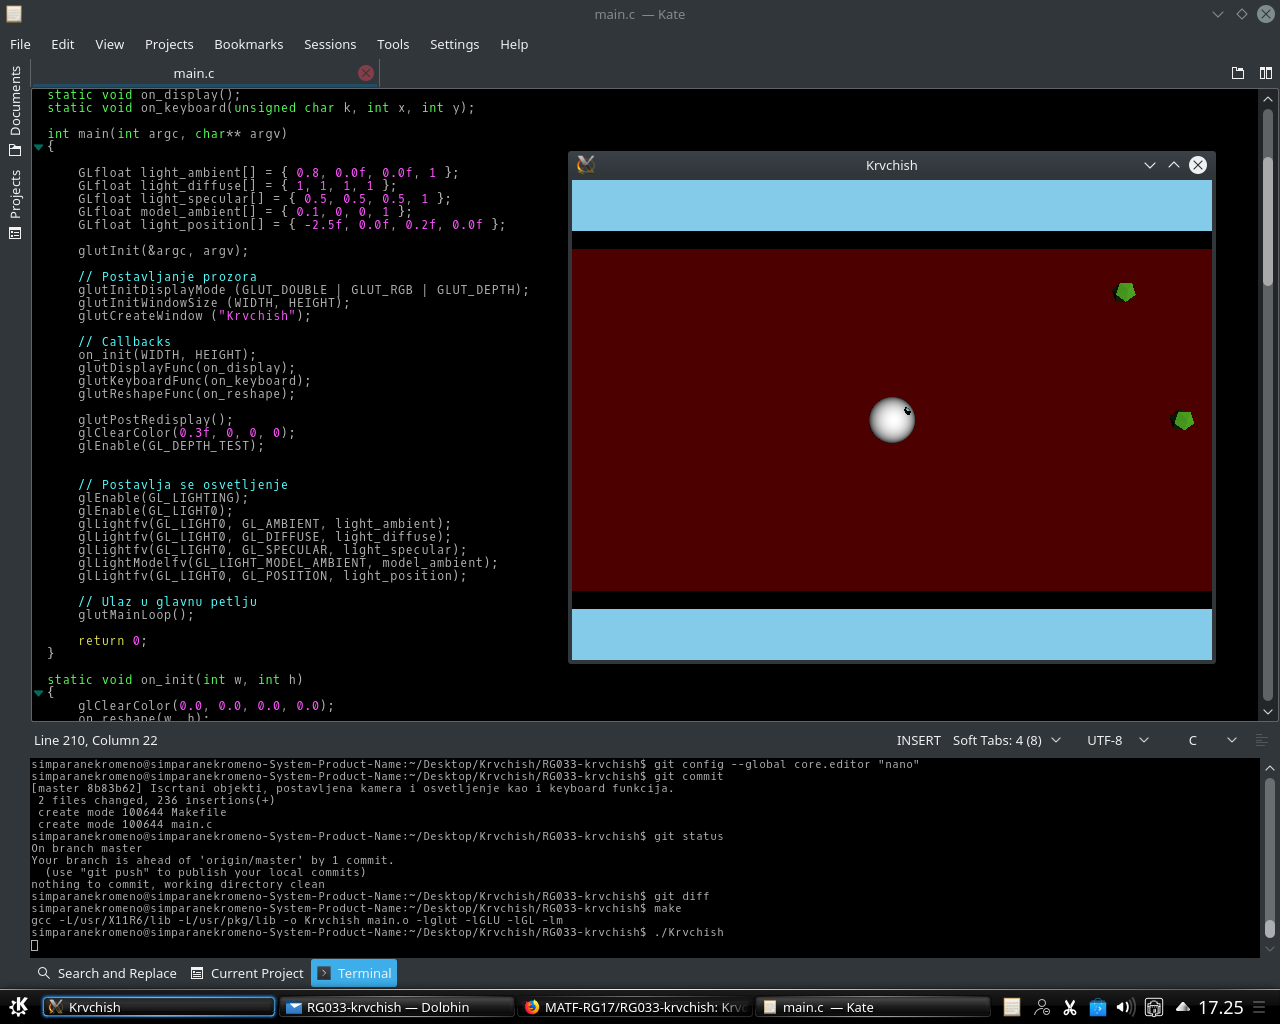 main.c — Kate
File Edit View Projects Bookmarks Sessions Tools Settings Help
Documents
Projects
main.c
static void on_display();
static void on_keyboard(unsigned char k, int x, int y);
int main(int argc, char** argv)
{
GLfloat light_ambient[] = { 0.8, 0.0f, 0.0f, 1 };
GLfloat light_diffuse[] = { 1, 1, 1, 1 };
GLfloat light_specular[] = { 0.5, 0.5, 0.5, 1 };
GLfloat model_ambient[] = { 0.1, 0, 0, 1 };
GLfloat light_position[] = { -2.5f, 0.0f, 0.2f, 0.0f };
glutInit(&argc, argv);
// Postavljanje prozora
glutInitDisplayMode (GLUT_DOUBLE | GLUT_RGB | GLUT_DEPTH);
glutInitWindowSize (WIDTH, HEIGHT);
glutCreateWindow ("Krvchish");
// Callbacks
on_init(WIDTH, HEIGHT);
glutDisplayFunc(on_display);
glutKeyboardFunc(on_keyboard);
glutReshapeFunc(on_reshape);
glutPostRedisplay();
glClearColor(0.3f, 0, 0, 0);
glEnable(GL_DEPTH_TEST);
// Postavlja se osvetljenje
glEnable(GL_LIGHTING);
glEnable(GL_LIGHT0);
glLightfv(GL_LIGHT0, GL_AMBIENT, light_ambient);
glLightfv(GL_LIGHT0, GL_DIFFUSE, light_diffuse);
glLightfv(GL_LIGHT0, GL_SPECULAR, light_specular);
glLightModelfv(GL_LIGHT_MODEL_AMBIENT, model_ambient);
glLightfv(GL_LIGHT0, GL_POSITION, light_position);
// Ulaz u glavnu petlju
glutMainLoop();
return 0;
}
static void on_init(int w, int h)
{
glClearColor(0.0, 0.0, 0.0, 0.0);
on_reshape(w, h);
Krvchish
Line 210, Column 22
INSERT Soft Tabs: 4 (8) UTF-8 C
simparanekromeno@simparanekromeno-System-Product-Name:~/Desktop/Krvchish/RG033-krvchish$ git config --global core.editor "nano"
simparanekromeno@simparanekromeno-System-Product-Name:~/Desktop/Krvchish/RG033-krvchish$ git commit
[master 8b83b62] Iscrtani objekti, postavljena kamera i osvetljenje kao i keyboard funkcija.
2 files changed, 236 insertions(+)
create mode 100644 Makefile
create mode 100644 main.c
simparanekromeno@simparanekromeno-System-Product-Name:~/Desktop/Krvchish/RG033-krvchish$ git status
On branch master
Your branch is ahead of 'origin/master' by 1 commit.
(use "git push" to publish your local commits)
nothing to commit, working directory clean
simparanekromeno@simparanekromeno-System-Product-Name:~/Desktop/Krvchish/RG033-krvchish$ git diff
simparanekromeno@simparanekromeno-System-Product-Name:~/Desktop/Krvchish/RG033-krvchish$ make
gcc -L/usr/X11R6/lib -L/usr/pkg/lib -o Krvchish main.o -lglut -lGLU -lGL -lm
simparanekromeno@simparanekromeno-System-Product-Name:~/Desktop/Krvchish/RG033-krvchish$ ./Krvchish
Search and Replace Current Project Terminal
Krvchish RG033-krvchish — Dolphin MATF-RG17/RG033-krvchish: Krvc main.c — Kate 17.25